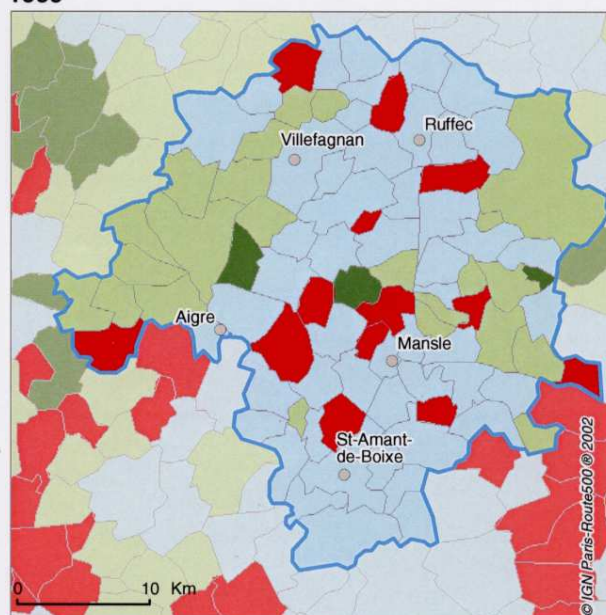 Villefagnan
Ruffec
Aigre
Mansle
St-Amant-
de-Boixe
0 10 Km
© IGN Paris-Route500 ® 2002